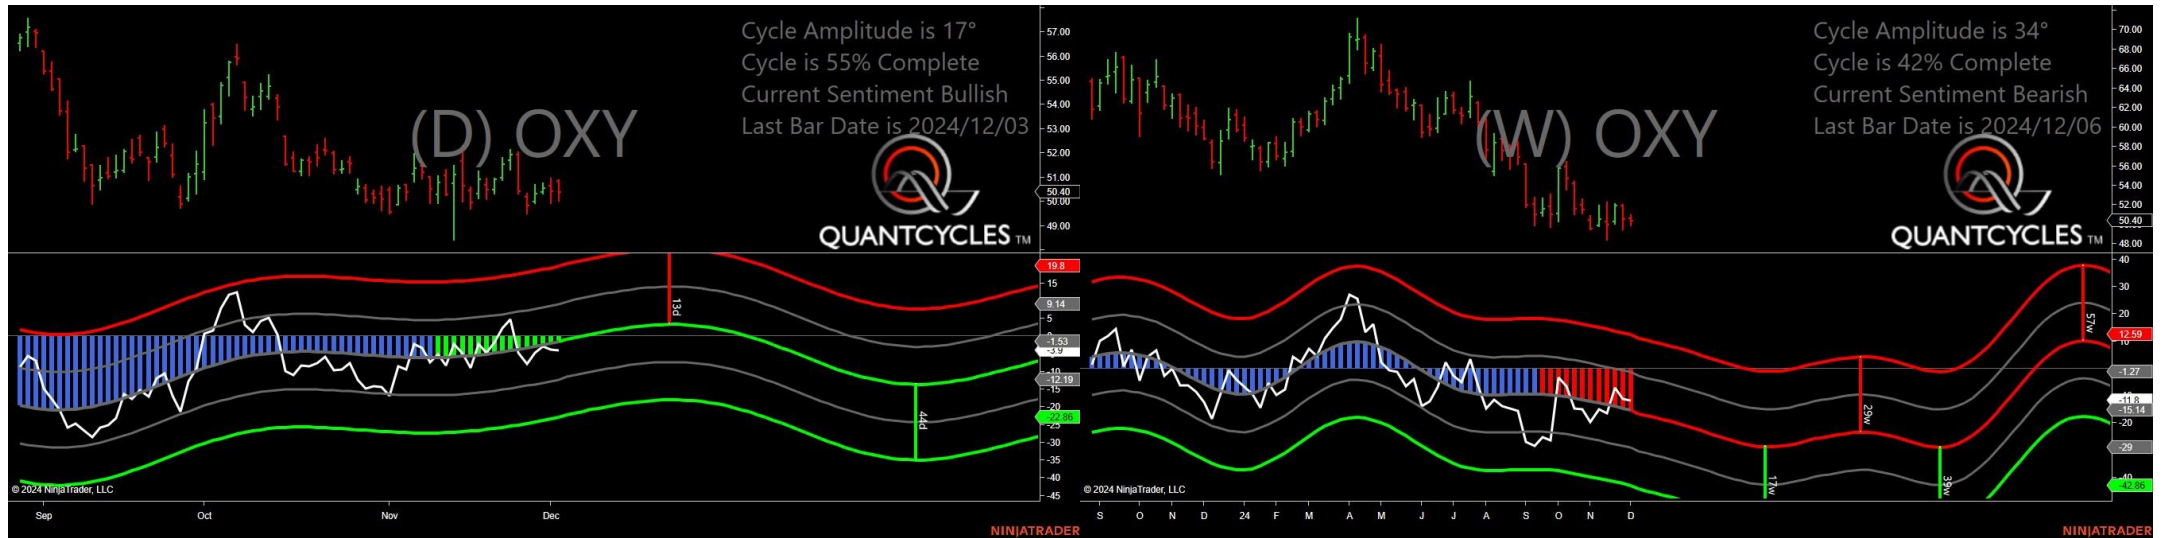 Cycle Amplitude is 17°
Cycle is 55% Complete
Current Sentiment Bullish
Last Bar Date is 2024/12/03
(D) OXY
QUANTCYCLES TM
57.00
56.00
55.00
54.00
53.00
52.00
51.00
50.40
50.00
49.00
19.8
15
9.14
5
-1.53
-3.9
-10
-12.19
-15
-20
-22.86
-25
-30
-35
-40
-45
13d
44d
© 2024 NinjaTrader, LLC
Sep Oct Nov Dec
NINJATRADER
Cycle Amplitude is 34°
Cycle is 42% Complete
Current Sentiment Bearish
Last Bar Date is 2024/12/06
(W) OXY
QUANTCYCLES TM
70.00
68.00
66.00
64.00
62.00
60.00
58.00
56.00
54.00
52.00
50.40
48.00
40
30
20
12.59
10
-1.27
-11.8
-15.14
-20
-29
-40
-42.86
17w
29w
39w
57w
© 2024 NinjaTrader, LLC
S O N D 24 F M A M J J A S O N D
NINJATRADER